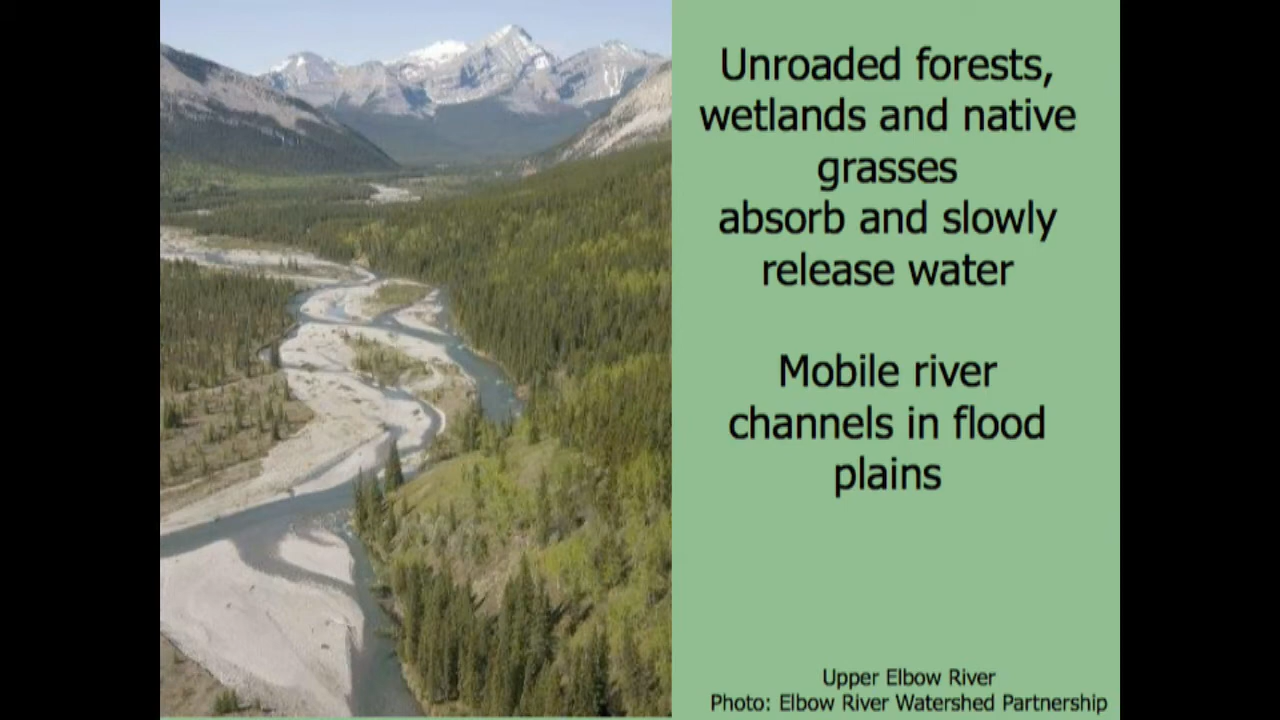 Unroaded forests,
wetlands and native
grasses
absorb and slowly
release water
Mobile river
channels in flood
plains
Upper Elbow River
Photo: Elbow River Watershed Partnership